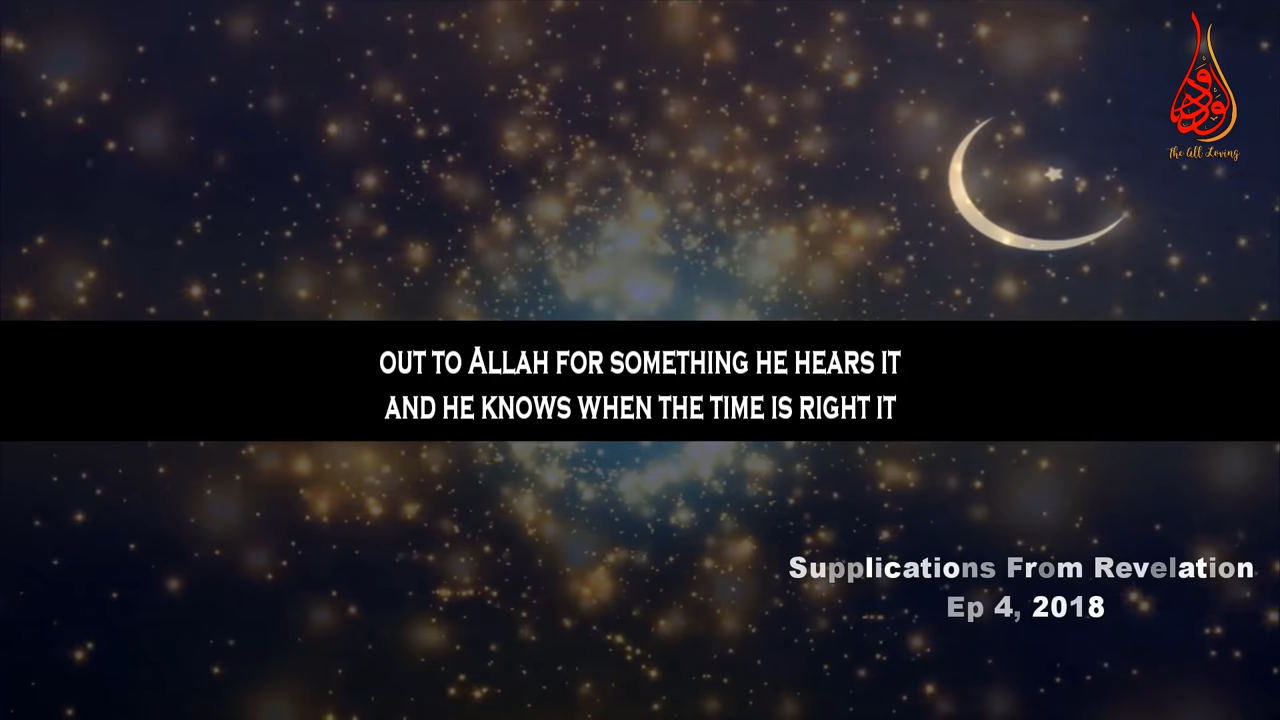 الودود
The All Loving
OUT TO ALLAH FOR SOMETHING HE HEARS IT
AND HE KNOWS WHEN THE TIME IS RIGHT IT
Supplications From Revelation
Ep 4, 2018